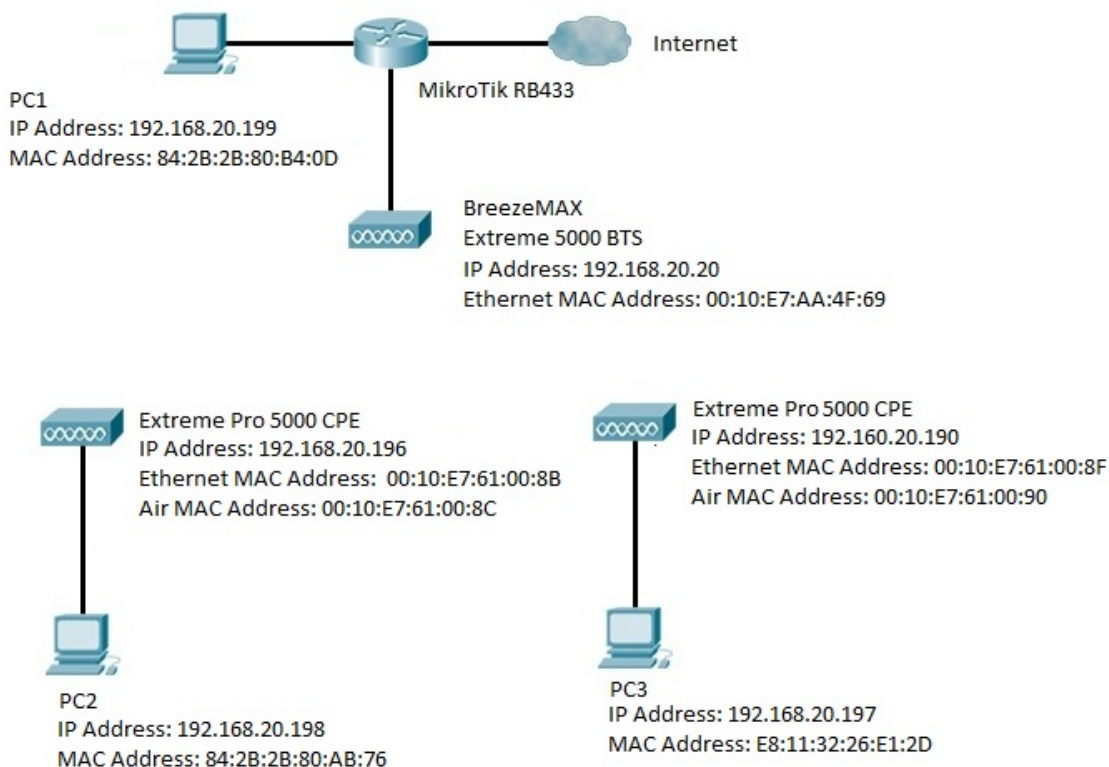 Internet
MikroTik RB433
PC1
IP Address: 192.168.20.199
MAC Address: 84:2B:2B:80:B4:0D
BreezeMAX
Extreme 5000 BTS
IP Address: 192.168.20.20
Ethernet MAC Address: 00:10:E7:AA:4F:69
Extreme Pro 5000 CPE
IP Address: 192.168.20.196
Ethernet MAC Address: 00:10:E7:61:00:8B
Air MAC Address: 00:10:E7:61:00:8C
Extreme Pro 5000 CPE
IP Address: 192.160.20.190
Ethernet MAC Address: 00:10:E7:61:00:8F
Air MAC Address: 00:10:E7:61:00:90
PC2
IP Address: 192.168.20.198
MAC Address: 84:2B:2B:80:AB:76
PC3
IP Address: 192.168.20.197
MAC Address: E8:11:32:26:E1:2D